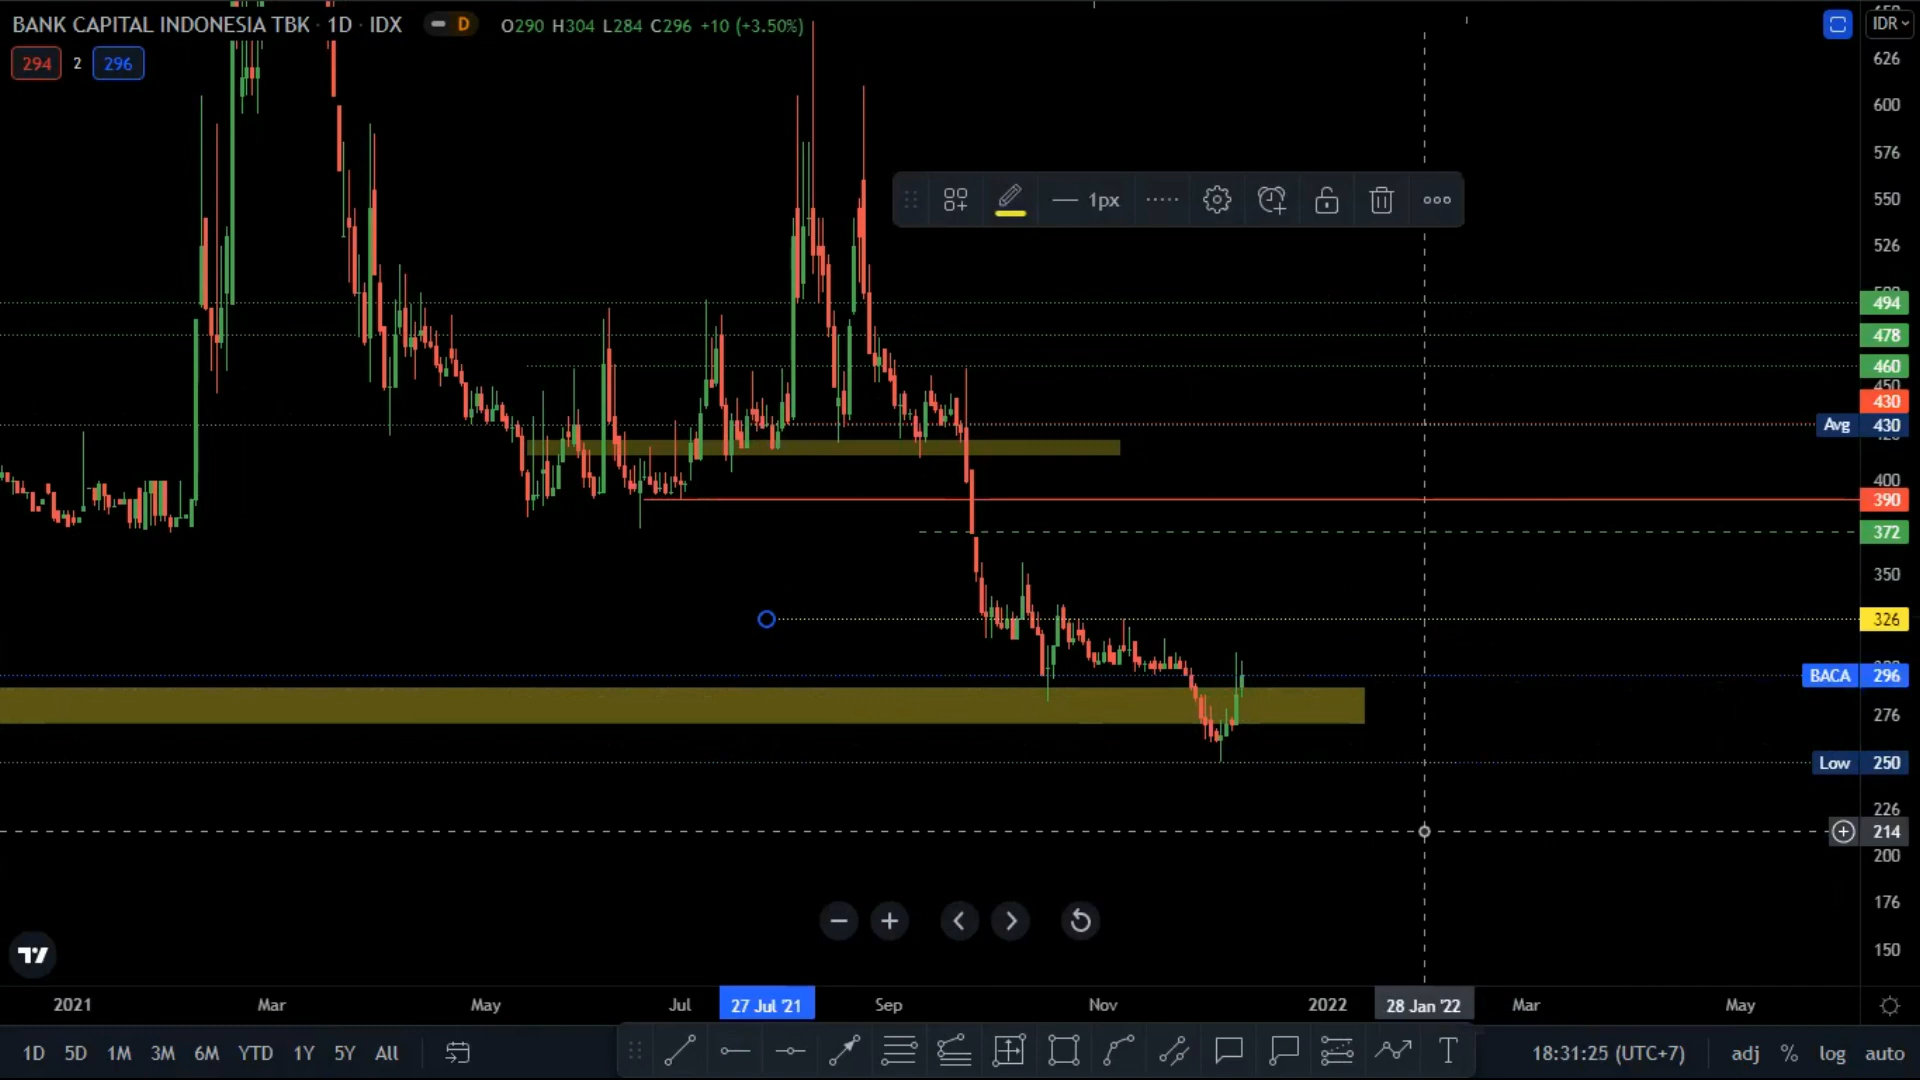 BANK CAPITAL INDONESIA TBK · 1D · IDX
D
O290 H304 L284 C296 +10 (+3.50%)
IDR
294 2 296
626
600
576
550
1px
526
494
478
460
450
430
Avg 430
400
390
372
350
326
BACA 296
276
Low 250
226
214
200
176
150
2021 Mar May Jul 27 Jul '21 Sep Nov 2022 28 Jan '22 Mar May
1D 5D 1M 3M 6M YTD 1Y 5Y All
T
18:31:25 (UTC+7) adj % log auto